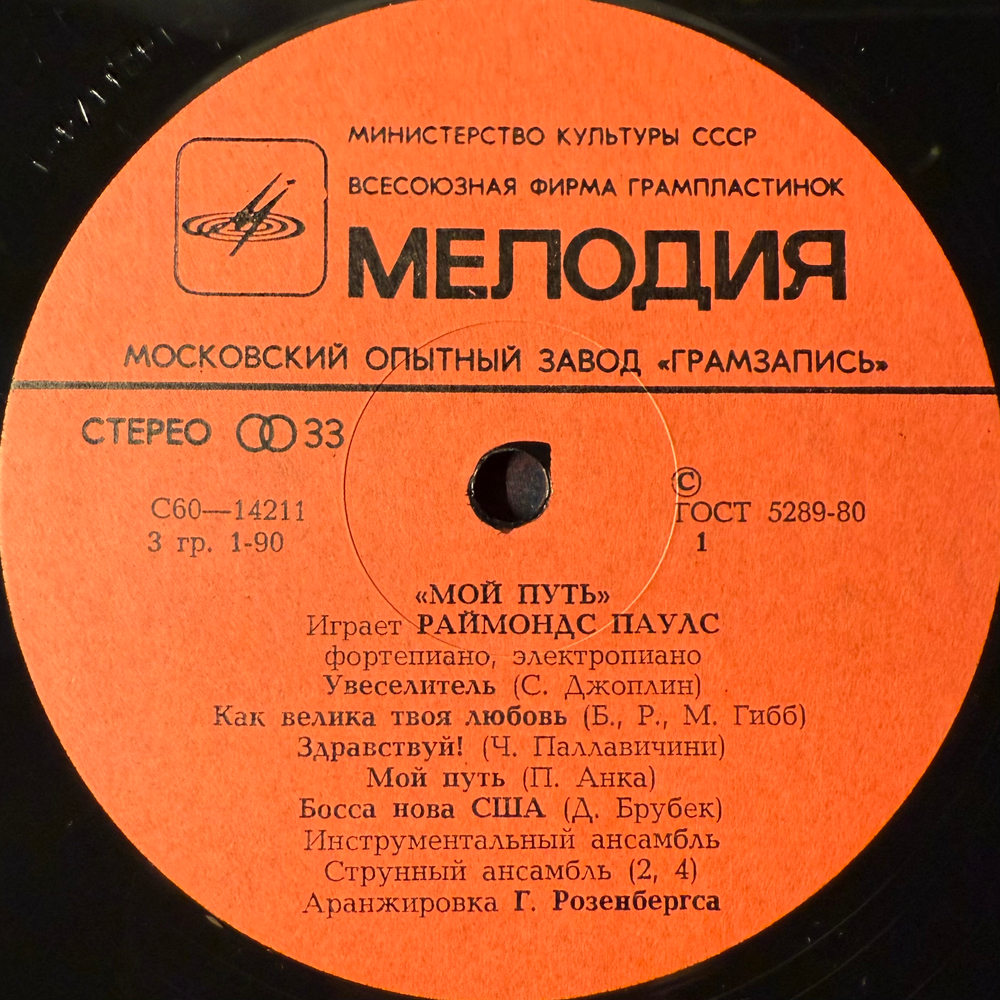 МИНИСТЕРСТВО КУЛЬТУРЫ СССР
ВСЕСОЮЗНАЯ ФИРМА ГРАМПЛАСТИНОК
МЕЛОДИЯ
МОСКОВСКИЙ ОПЫТНЫЙ ЗАВОД «ГРАМЗАПИСЬ»
СТЕРЕО 33
С60—14211
3 гр. 1-90
©
ГОСТ 5289-80
1
«МОЙ ПУТЬ»
Играет РАЙМОНДС ПАУЛС
фортепиано, электропиано
Увеселитель (С. Джоплин)
Как велика твоя любовь (Б., Р., М. Гибб)
Здравствуй! (Ч. Паллавичини)
Мой путь (П. Анка)
Босса нова США (Д. Брубек)
Инструментальный ансамбль
Струнный ансамбль (2, 4)
Аранжировка Г. Розенбергса